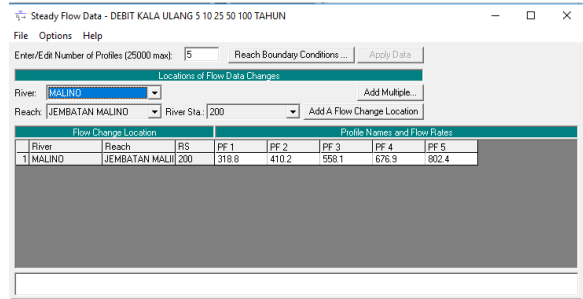 Steady Flow Data - DEBIT KALA ULANG 5 10 25 50 100 TAHUN
File Options Help
Enter/Edit Number of Profiles (25000 max): 5 Reach Boundary Conditions ... Apply Data
Locations of Flow Data Changes
River: MALINO Add Multiple...
Reach: JEMBATAN MALINO River Sta.: 200 Add A Flow Change Location
Flow Change Location Profile Names and Flow Rates
River Reach RS PF 1 PF 2 PF 3 PF 4 PF 5
1 MALINO JEMBATAN MALII 200 318.8 410.2 558.1 676.9 802.4